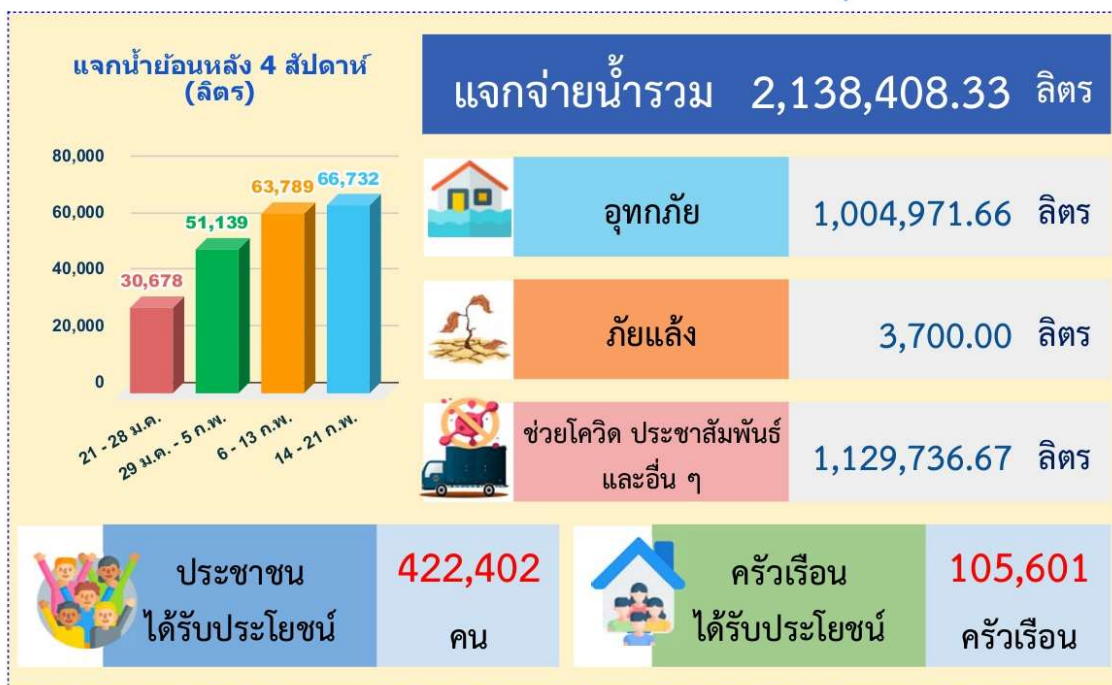 แจกน้ำย้อนหลัง 4 สัปดาห์
(ลิตร)
80,000
60,000
40,000
20,000
0
30,678
51,139
63,789
66,732
21 - 28 ม.ค.
29 ม.ค. - 5 ก.พ.
6 - 13 ก.พ.
14 - 21 ก.พ.
แจกจ่ายน้ำรวม 2,138,408.33 ลิตร
อุทกภัย 1,004,971.66 ลิตร
ภัยแล้ง 3,700.00 ลิตร
ช่วยโควิด ประชาสัมพันธ์
และอื่น ๆ
1,129,736.67 ลิตร
ประชาชน
ได้รับประโยชน์
422,402
คน
ครัวเรือน
ได้รับประโยชน์
105,601
ครัวเรือน